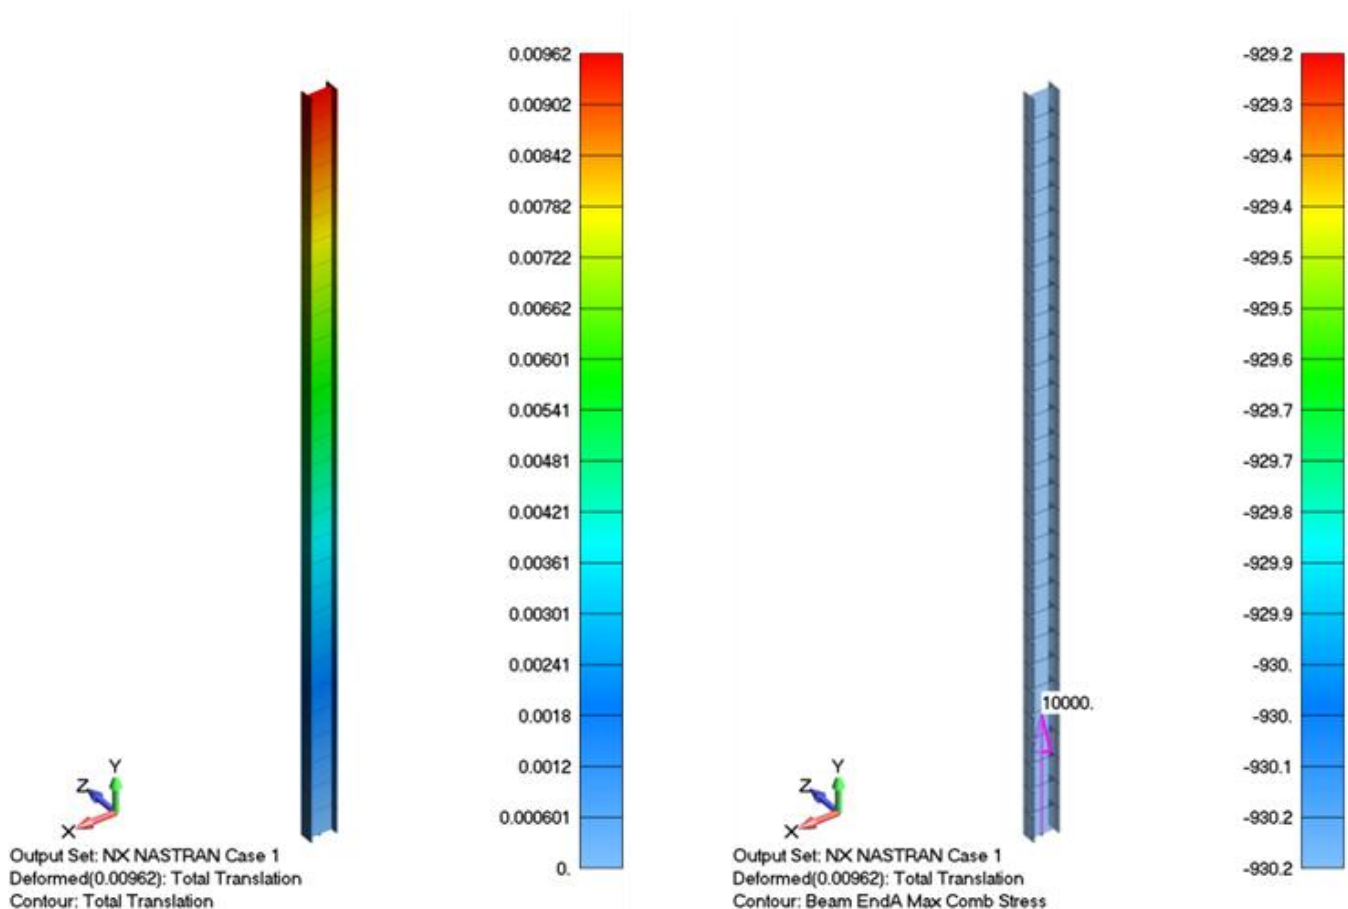 0.00962
0.00902
0.00842
0.00782
0.00722
0.00662
0.00601
0.00541
0.00481
0.00421
0.00361
0.00301
0.00241
0.0018
0.0012
0.000601
0.
Y
Z
X
Output Set: NX NASTRAN Case 1
Deformed(0.00962): Total Translation
Contour: Total Translation
-929.2
-929.3
-929.4
-929.4
-929.5
-929.5
-929.6
-929.7
-929.7
-929.8
-929.9
-929.9
-930.
-930.
-930.1
-930.2
-930.2
10000.
Y
Z
X
Output Set: NX NASTRAN Case 1
Deformed(0.00962): Total Translation
Contour: Beam EndA Max Comb Stress